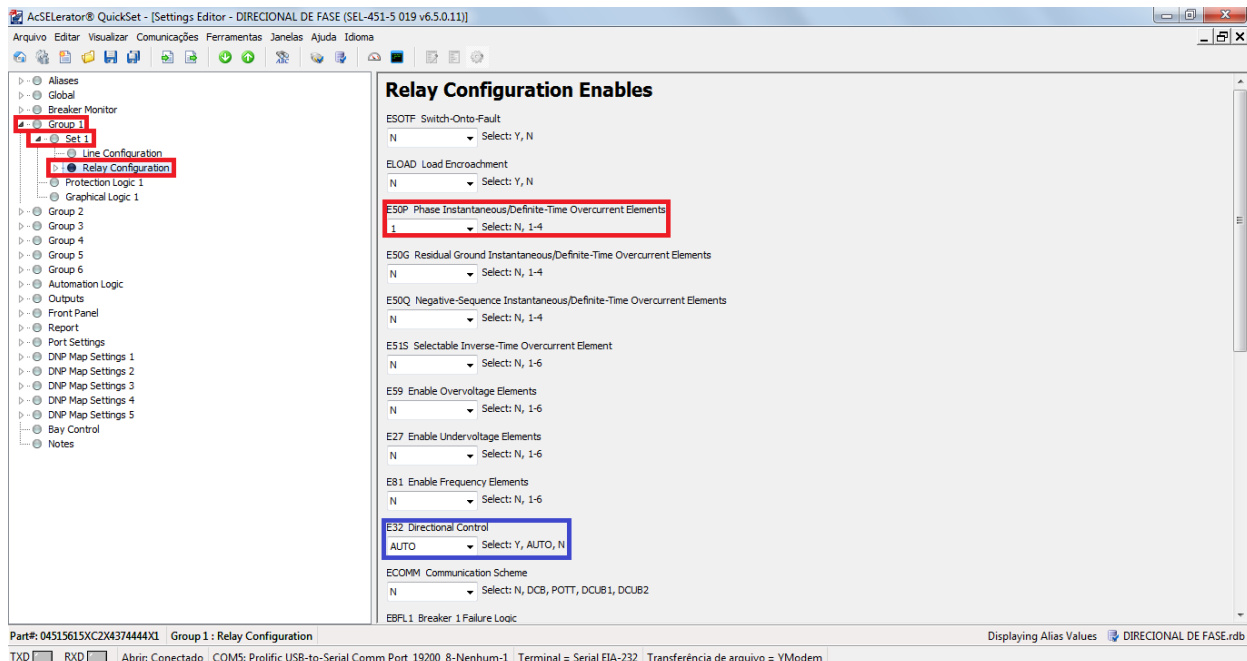 AcSELerator® QuickSet - [Settings Editor - DIRECIONAL DE FASE (SEL-451-5 019 v6.5.0.11)]
Arquivo Editar Visualizar Comunicações Ferramentas Janelas Ajuda Idioma
Aliases
Global
Breaker Monitor
Group 1
Set 1
Line Configuration
Relay Configuration
Protection Logic 1
Graphical Logic 1
Group 2
Group 3
Group 4
Group 5
Group 6
Automation Logic
Outputs
Front Panel
Report
Port Settings
DNP Map Settings 1
DNP Map Settings 2
DNP Map Settings 3
DNP Map Settings 4
DNP Map Settings 5
Bay Control
Notes
Relay Configuration Enables
ESOTF Switch-Onto-Fault
N Select: Y, N
ELOAD Load Encroachment
N Select: Y, N
E50P Phase Instantaneous/Definite-Time Overcurrent Elements
1 Select: N, 1-4
E50G Residual Ground Instantaneous/Definite-Time Overcurrent Elements
N Select: N, 1-4
E50Q Negative-Sequence Instantaneous/Definite-Time Overcurrent Elements
N Select: N, 1-4
E51S Selectable Inverse-Time Overcurrent Element
N Select: N, 1-6
E59 Enable Overvoltage Elements
N Select: N, 1-6
E27 Enable Undervoltage Elements
N Select: N, 1-6
E81 Enable Frequency Elements
N Select: N, 1-6
E32 Directional Control
AUTO Select: Y, AUTO, N
ECOMM Communication Scheme
N Select: N, DCB, POTT, DCUB1, DCUB2
EBFL1 Breaker 1 Failure Logic
Part#: 04515615XC2X4374444X1 Group 1 : Relay Configuration Displaying Alias Values DIRECIONAL DE FASE.rdb
TXD RXD Abrir: Conectado COM5: Prolific USB-to-Serial Comm Port 19200 8-Nenhum-1 Terminal = Serial EIA-232 Transferência de arquivo = YModem